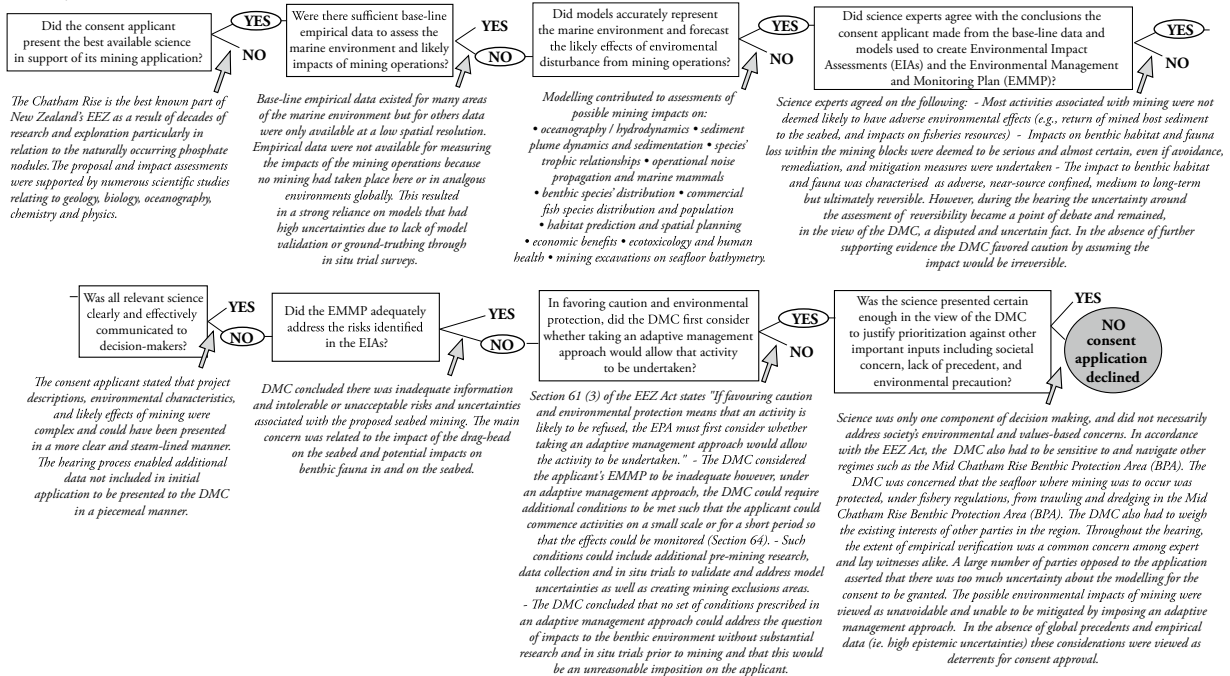 Did the consent applicant
present the best available science
in support of its mining application?
YES
NO
The Chatham Rise is the best known part of
New Zealand's EEZ as a result of decades of
research and exploration particularly in
relation to the naturally occurring phosphate
nodules. The proposal and impact assessments
were supported by numerous scientific studies
relating to geology, biology, oceanography,
chemistry and physics.
Were there sufficient base-line
empirical data to assess the
marine environment and likely
impacts of mining operations?
YES
NO
Base-line empirical data existed for many areas
of the marine environment but for others data
were only available at a low spatial resolution.
Empirical data were not available for measuring
the impacts of the mining operations because
no mining had taken place here or in analgous
environments globally. This resulted
in a strong reliance on models that had
high uncertainties due to lack of model
validation or ground-truthing through
in situ trial surveys.
Did models accurately represent
the marine environment and forecast
the likely effects of enviromental
disturbance from mining operations?
YES
NO
Modelling contributed to assessments of
possible mining impacts on:
• oceanography / hydrodynamics • sediment
plume dynamics and sedimentation • species'
trophic relationships • operational noise
propagation and marine mammals
• benthic species' distribution • commercial
fish species distribution and population
• habitat prediction and spatial planning
• economic benefits • ecotoxicology and human
health • mining excavations on seafloor bathymetry.
Did science experts agree with the conclusions the
consent applicant made from the base-line data and
models used to create Environmental Impact
Assessments (EIAs) and the Environmental Management
and Monitoring Plan (EMMP)?
YES
NO
Science experts agreed on the following: - Most activities associated with mining were not
deemed likely to have adverse environmental effects (e.g., return of mined host sediment
to the seabed, and impacts on fisheries resources) - Impacts on benthic habitat and fauna
loss within the mining blocks were deemed to be serious and almost certain, even if avoidance,
remediation, and mitigation measures were undertaken - The impact to benthic habitat
and fauna was characterised as adverse, near-source confined, medium to long-term
but ultimately reversible. However, during the hearing the uncertainty around
the assessment of reversibility became a point of debate and remained,
in the view of the DMC, a disputed and uncertain fact. In the absence of further
supporting evidence the DMC favored caution by assuming the
impact would be irreversible.
Was all relevant science
clearly and effectively
communicated to
decision-makers?
YES
NO
The consent applicant stated that project
descriptions, environmental characteristics,
and likely effects of mining were
complex and could have been presented
in a more clear and steam-lined manner.
The hearing process enabled additional
data not included in initial
application to be presented to the DMC
in a piecemeal manner.
Did the EMMP adequately
address the risks identified
in the EIAs?
YES
NO
DMC concluded there was inadequate information
and intolerable or unacceptable risks and uncertainties
associated with the proposed seabed mining. The main
concern was related to the impact of the drag-head
on the seabed and potential impacts on
benthic fauna in and on the seabed.
In favoring caution and environmental
protection, did the DMC first consider
whether taking an adaptive management
approach would allow that activity
to be undertaken?
YES
NO
Section 61 (3) of the EEZ Act states "If favouring caution
and environmental protection means that an activity is
likely to be refused, the EPA must first consider whether
taking an adaptive management approach would allow
the activity to be undertaken." - The DMC considered
the applicant's EMMP to be inadequate however, under
an adaptive management approach, the DMC could require
additional conditions to be met such that the applicant could
commence activities on a small scale or for a short period so
that the effects could be monitored (Section 64). - Such
conditions could include additional pre-mining research,
data collection and in situ trials to validate and address model
uncertainties as well as creating mining exclusions areas.
- The DMC concluded that no set of conditions prescribed in
an adaptive management approach could address the question
of impacts to the benthic environment without substantial
research and in situ trials prior to mining and that this would
be an unreasonable imposition on the applicant.
Was the science presented certain
enough in the view of the DMC
to justify prioritization against other
important inputs including societal
concern, lack of precedent, and
environmental precaution?
YES
NO
consent
application
declined
Science was only one component of decision making, and did not necessarily
address society's environmental and values-based concerns. In accordance
with the EEZ Act, the DMC also had to be sensitive to and navigate other
regimes such as the Mid Chatham Rise Benthic Protection Area (BPA). The
DMC was concerned that the seafloor where mining was to occur was
protected, under fishery regulations, from trawling and dredging in the Mid
Chatham Rise Benthic Protection Area (BPA). The DMC also had to weigh
the existing interests of other parties in the region. Throughout the hearing,
the extent of empirical verification was a common concern among expert
and lay witnesses alike. A large number of parties opposed to the application
asserted that there was too much uncertainty about the modelling for the
consent to be granted. The possible environmental impacts of mining were
viewed as unavoidable and unable to be mitigated by imposing an adaptive
management approach. In the absence of global precedents and empirical
data (ie. high epistemic uncertainties) these considerations were viewed as
deterrents for consent approval.